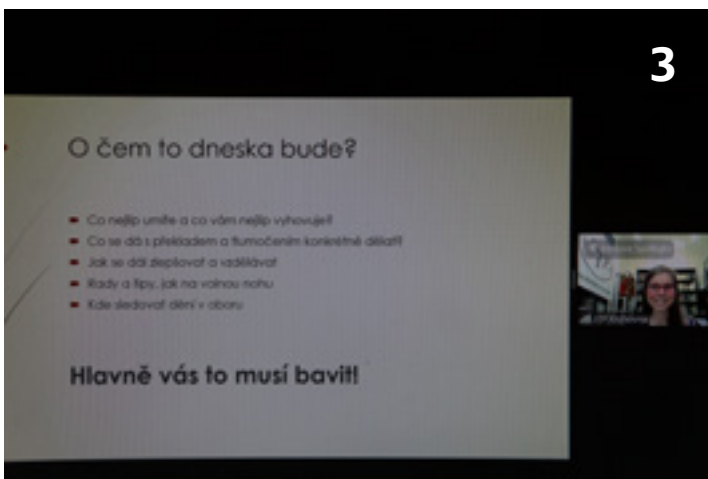 3
O čem to dneska bude?
Co nejlíp umíte a co vám nejlíp vyhovuje?
Co se dá s překladem a tlumočením konkrétně dělat?
Jak se dál zlepšovat a vzdělávat
Rady a tipy, jak na volnou nohu
Kde sledovat dění v oboru
Hlavně vás to musí bavit!